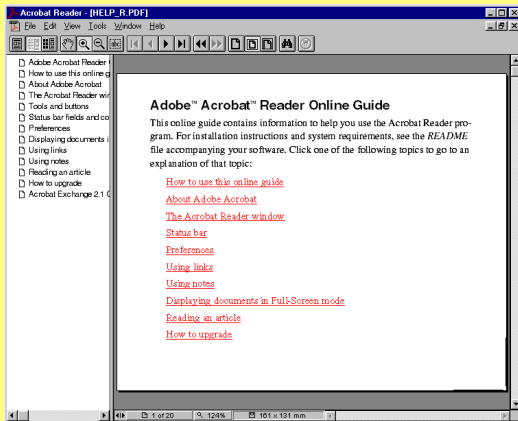 Acrobat Reader - [HELP_R.PDF]
File Edit View Tools Window Help
abc
Adobe Acrobat Reader
How to use this online g
About Adobe Acrobat
The Acrobat Reader wir
Tools and buttons
Status bar fields and co
Preferences
Displaying documents i
Using links
Using notes
Reading an article
How to upgrade
Acrobat Exchange 2.1
Adobe™ Acrobat™ Reader Online Guide
This online guide contains information to help you use the Acrobat Reader pro-
gram. For installation instructions and system requirements, see the README
file accompanying your software. Click one of the following topics to go to an
explanation of that topic:
How to use this online guide
About Adobe Acrobat
The Acrobat Reader window
Status bar
Preferences
Using links
Using notes
Displaying documents in Full-Screen mode
Reading an article
How to upgrade
1 of 20 124% 161 x 131 mm